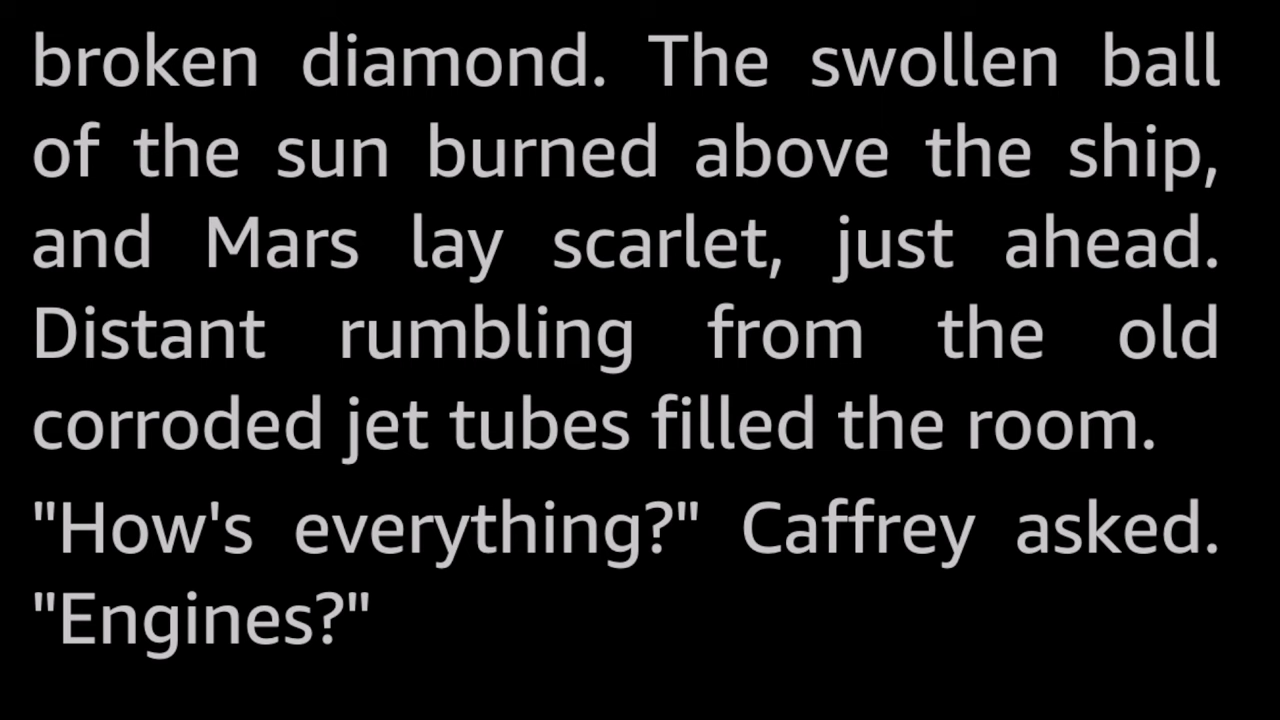 broken diamond. The swollen ball
of the sun burned above the ship,
and Mars lay scarlet, just ahead.
Distant rumbling from the old
corroded jet tubes filled the room.
"How's everything?" Caffrey asked.
"Engines?"